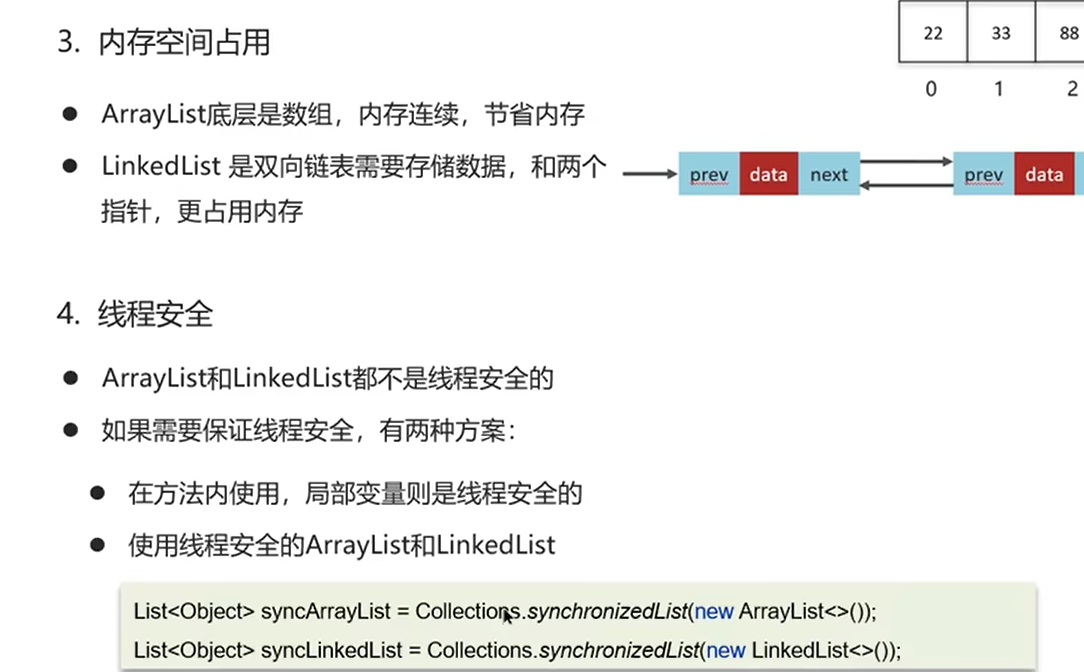 3. 内存空间占用
22 33 88
0 1 2
● ArrayList底层是数组，内存连续，节省内存
● LinkedList 是双向链表需要存储数据，和两个
指针，更占用内存
prev data next prev data
4. 线程安全
● ArrayList和LinkedList都不是线程安全的
● 如果需要保证线程安全，有两种方案：
● 在方法内使用，局部变量则是线程安全的
● 使用线程安全的ArrayList和LinkedList
List<Object> syncArrayList = Collections.synchronizedList(new ArrayList<>());
List<Object> syncLinkedList = Collections.synchronizedList(new LinkedList<>());